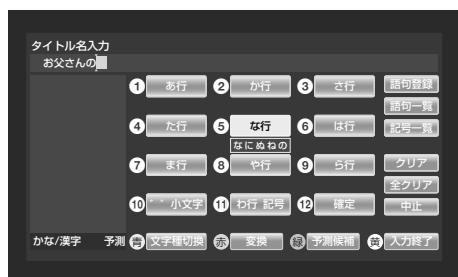 タイトル名入力
お父さんの
① あ行 ② か行 ③ さ行 語句登録
語句一覧
④ た行 ⑤ な行 ⑥ は行 記号一覧
なにぬねの
⑦ ま行 ⑧ や行 ⑨ ら行 クリア
全クリア
⑩ ゛゜小文字 ⑪ わ行 記号 ⑫ 確定 中止
かな/漢字 予測 青 文字種切換 赤 変換 緑 予測候補 黄 入力終了